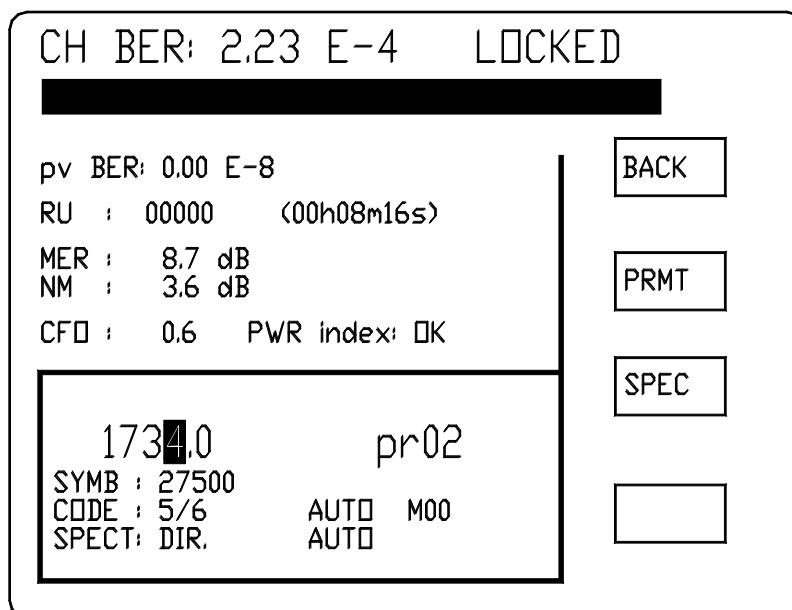 CH BER: 2.23 E-4 LOCKED
pv BER: 0.00 E-8
BACK
RU : 00000 (00h08m16s)
MER : 8.7 dB
NM : 3.6 dB
PRMT
CFO : 0.6 PWR index: OK
SPEC
1734.0 pr02
SYMB : 27500
CODE : 5/6 AUTO M00
SPECT: DIR. AUTO